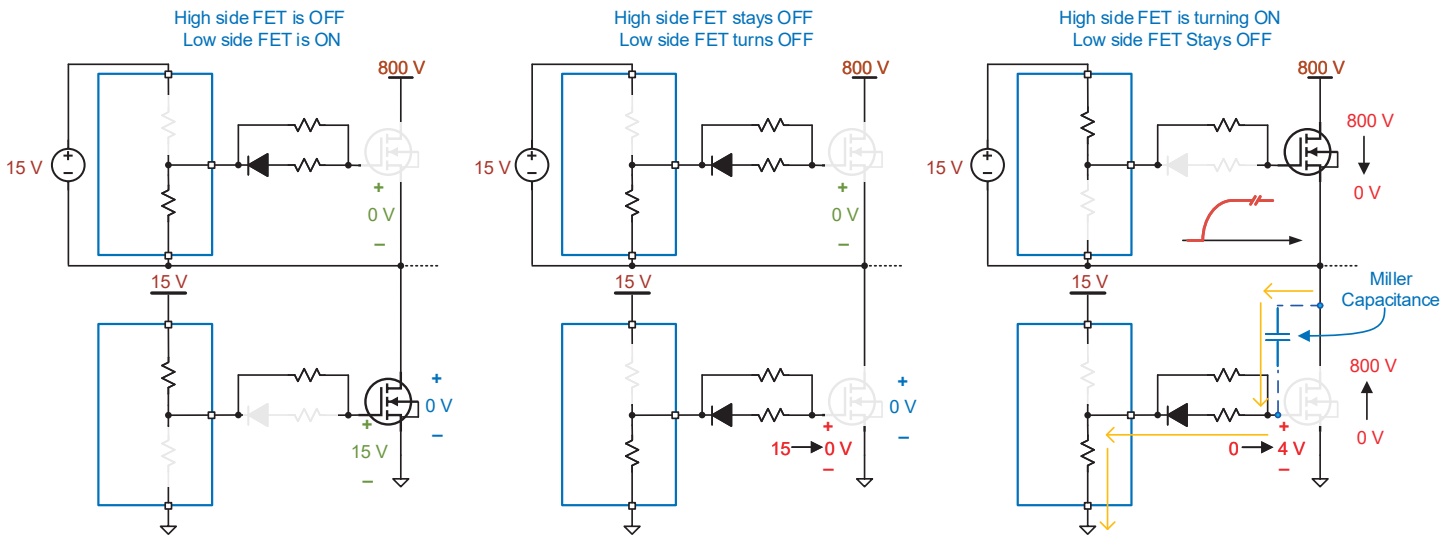 High side FET is OFF
Low side FET is ON
800 V
15 V
+
−
+
0 V
−
15 V
+
0 V
−
+
15 V
−
High side FET stays OFF
Low side FET turns OFF
800 V
15 V
+
−
+
0 V
−
15 V
+
0 V
−
+
15 0 V
−
High side FET is turning ON
Low side FET Stays OFF
800 V
800 V
0 V
15 V
+
−
15 V
Miller
Capacitance
800 V
0 V
+
0 4 V
−